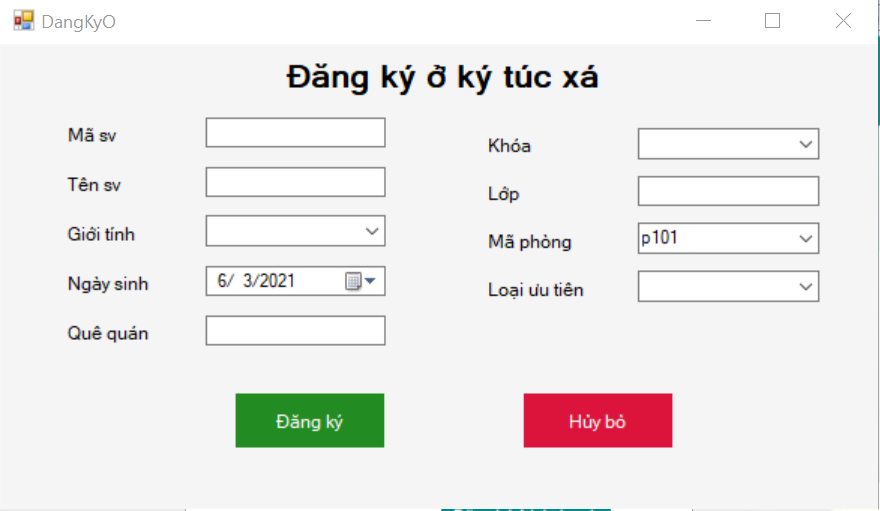 DangKyO
Đăng ký ở ký túc xá
Mã sv
Tên sv
Giới tính
Ngày sinh
6/ 3/2021
Quê quán
Khóa
Lớp
Mã phòng
p101
Loại ưu tiên
Đăng ký
Hủy bỏ